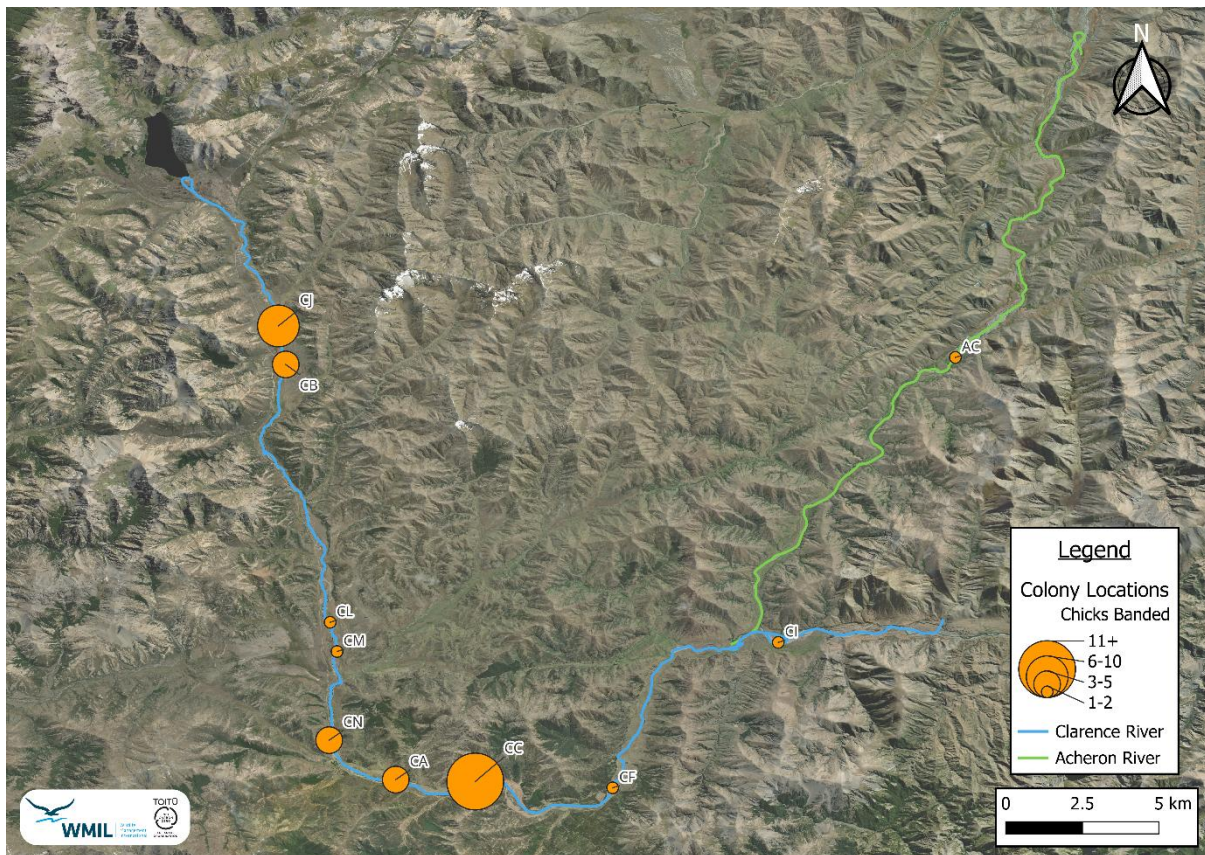 N
CJ
CB
AC
CL
CM
CI
CN
CA
CC
CF
Legend
Colony Locations
Chicks Banded
11+
6-10
3-5
1-2
Clarence River
Acheron River
0 2.5 5 km
WMIL
TOITŪ